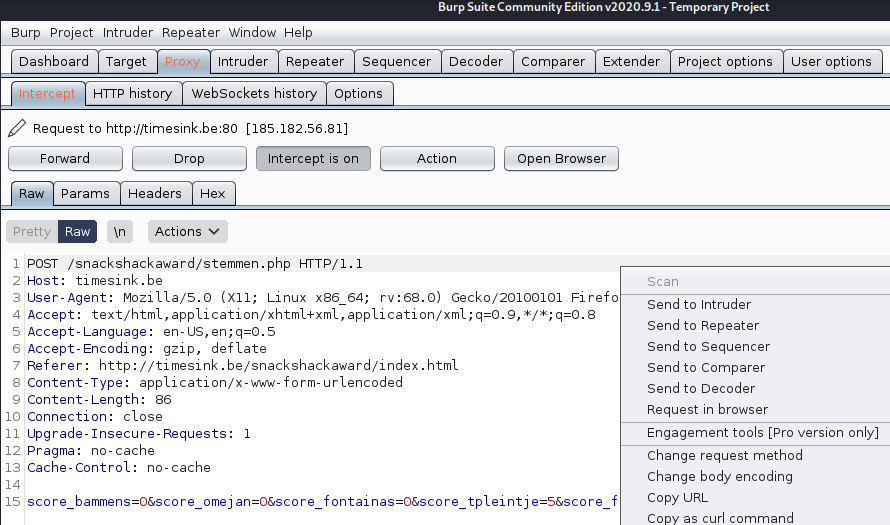 Burp Suite Community Edition v2020.9.1 - Temporary Project
Burp Project Intruder Repeater Window Help
Dashboard Target Proxy Intruder Repeater Sequencer Decoder Comparer Extender Project options User options
Intercept HTTP history WebSockets history Options
Request to http://timesink.be:80 [185.182.56.81]
Forward Drop Intercept is on Action Open Browser
Raw Params Headers Hex
Pretty Raw \n Actions
1 POST /snackshackaward/stemmen.php HTTP/1.1
2 Host: timesink.be
3 User-Agent: Mozilla/5.0 (X11; Linux x86_64; rv:68.0) Gecko/20100101 Firefo
4 Accept: text/html,application/xhtml+xml,application/xml;q=0.9,*/*;q=0.8
5 Accept-Language: en-US,en;q=0.5
6 Accept-Encoding: gzip, deflate
7 Referer: http://timesink.be/snackshackaward/index.html
8 Content-Type: application/x-www-form-urlencoded
9 Content-Length: 86
10 Connection: close
11 Upgrade-Insecure-Requests: 1
12 Pragma: no-cache
13 Cache-Control: no-cache
14
15 score_bammens=0&score_omejan=0&score_fontainas=0&score_tpleintje=5&score_f
Scan
Send to Intruder
Send to Repeater
Send to Sequencer
Send to Comparer
Send to Decoder
Request in browser
Engagement tools [Pro version only]
Change request method
Change body encoding
Copy URL
Copy as curl command